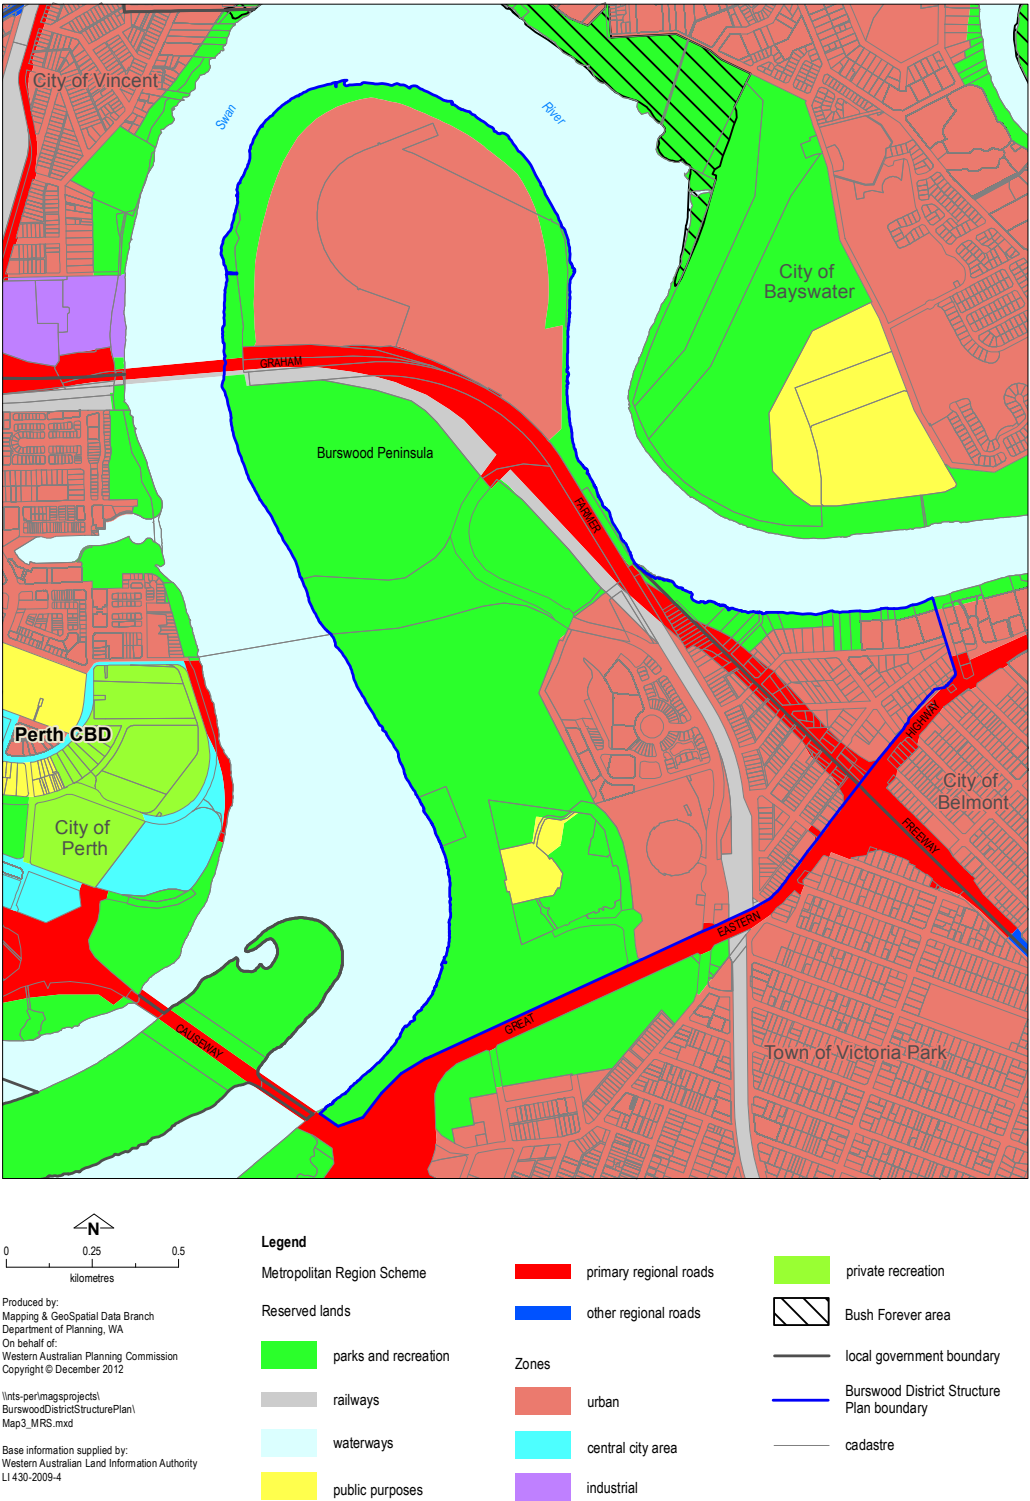 City of Vincent
Swan
River
City of
Bayswater
GRAHAM
Burswood Peninsula
FARMER
Perth CBD
HIGHWAY
City of
Belmont
City of
Perth
FREEWAY
EASTERN
GREAT
CAUSEWAY
Town of Victoria Park
N
0 0.25 0.5
kilometres
Produced by:
Mapping & GeoSpatial Data Branch
Department of Planning, WA
On behalf of:
Western Australian Planning Commission
Copyright © December 2012
\\nts-per\magsprojects\
BurswoodDistrictStructurePlan\
Map3_MRS.mxd
Base information supplied by:
Western Australian Land Information Authority
LI 430-2009-4
Legend
Metropolitan Region Scheme
Reserved lands
parks and recreation
railways
waterways
public purposes
primary regional roads
other regional roads
Zones
urban
central city area
industrial
private recreation
Bush Forever area
local government boundary
Burswood District Structure
Plan boundary
cadastre